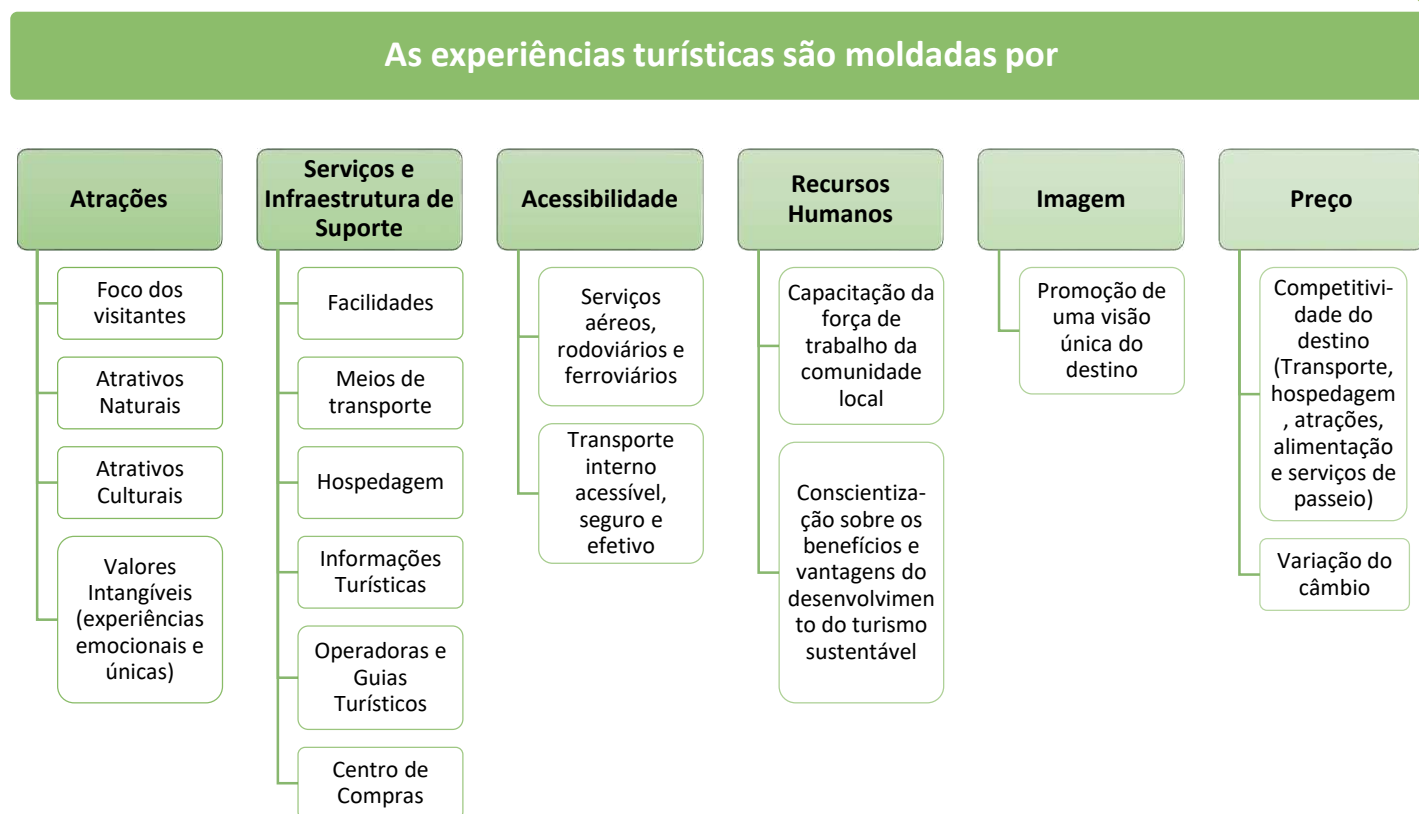 As experiências turísticas são moldadas por
Atrações
Foco dos
visitantes
Atrativos
Naturais
Atrativos
Culturais
Valores
Intangíveis
(experiências
emocionais e
únicas)
Serviços e
Infraestrutura de
Suporte
Facilidades
Meios de
transporte
Hospedagem
Informações
Turísticas
Operadoras e
Guias
Turísticos
Centro de
Compras
Acessibilidade
Serviços
aéreos,
rodoviários e
ferroviários
Transporte
interno
acessível,
seguro e
efetivo
Recursos
Humanos
Capacitação da
força de
trabalho da
comunidade
local
Conscientiza-
ção sobre os
benefícios e
vantagens do
desenvolvimen
to do turismo
sustentável
Imagem
Promoção de
uma visão
única do
destino
Preço
Competitivi-
dade do
destino
(Transporte,
hospedagem
, atrações,
alimentação
e serviços de
passeio)
Variação do
câmbio